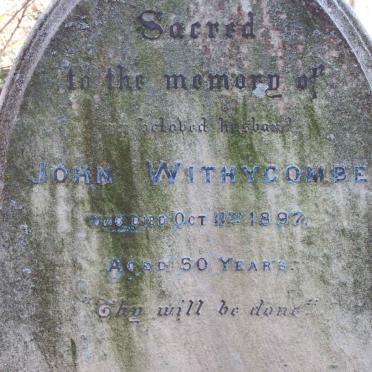 Sacred
to the memory of
beloved husband
JOHN WITHYCOMBE
WHO DIED OCT 1897.
AGED 50 YEARS.
"Thy will be done"